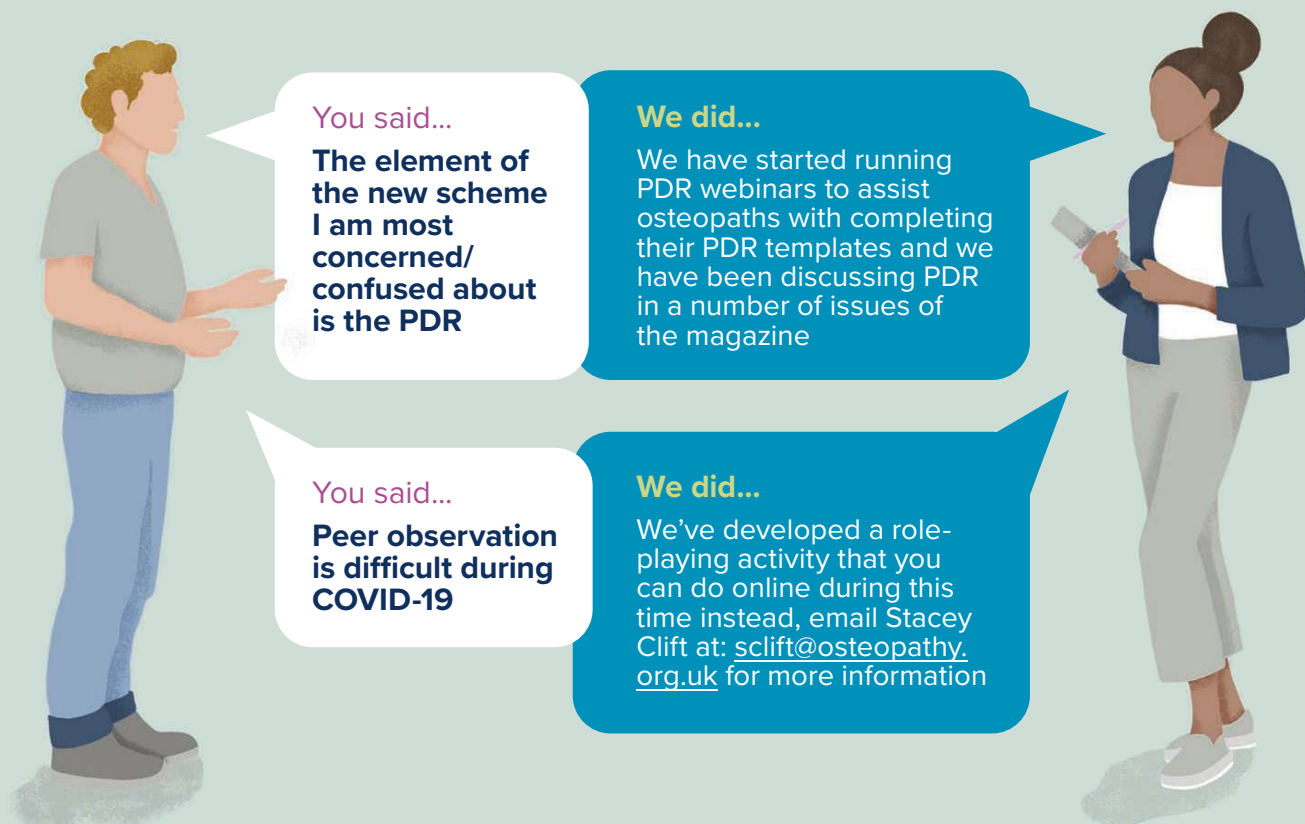 You said...
The element of
the new scheme
I am most
concerned/
confused about
is the PDR
We did...
We have started running
PDR webinars to assist
osteopaths with completing
their PDR templates and we
have been discussing PDR
in a number of issues of
the magazine
You said...
Peer observation
is difficult during
COVID-19
We did...
We’ve developed a role-
playing activity that you
can do online during this
time instead, email Stacey
Clift at: sclift@osteopathy.
org.uk for more information